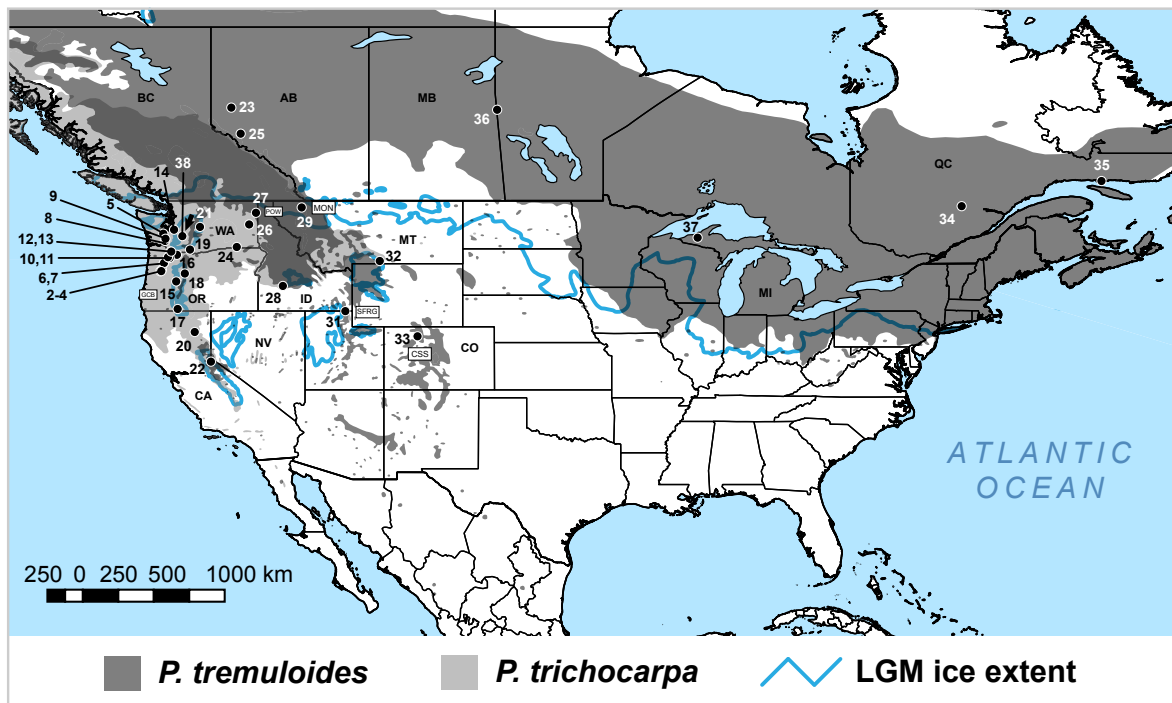 BC
AB
MB
QC
23
25
36
35
34
38
14
9
5
8
12,13
10,11
6,7
2-4
21
WA
27
POW
26
29
MON
37
19
24
16
18
15
OR
GCB
28
ID
MT
32
MI
17
31
SFRG
20
NV
33
CSS
CO
22
CA
ATLANTIC
OCEAN
250 0 250 500 1000 km
P. tremuloides
P. trichocarpa
LGM ice extent